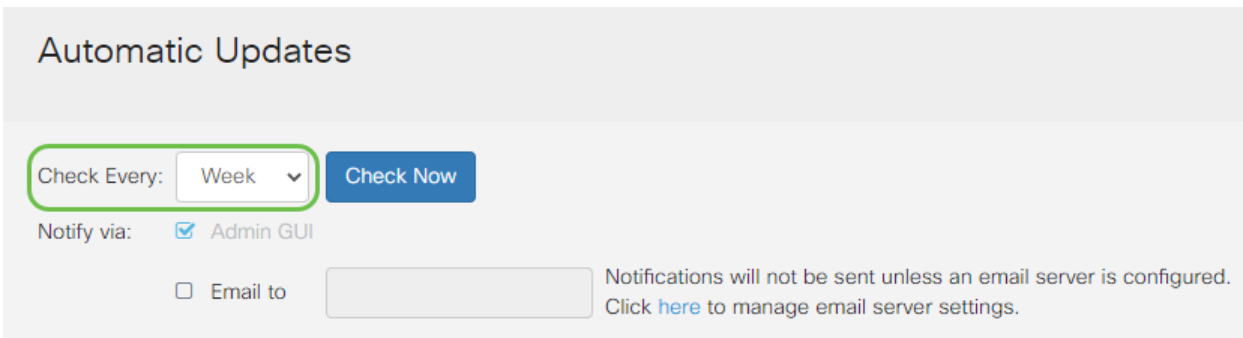 Automatic Updates
Check Every: Week Check Now
Notify via: Admin GUI
Email to
Notifications will not be sent unless an email server is configured.
Click here to manage email server settings.